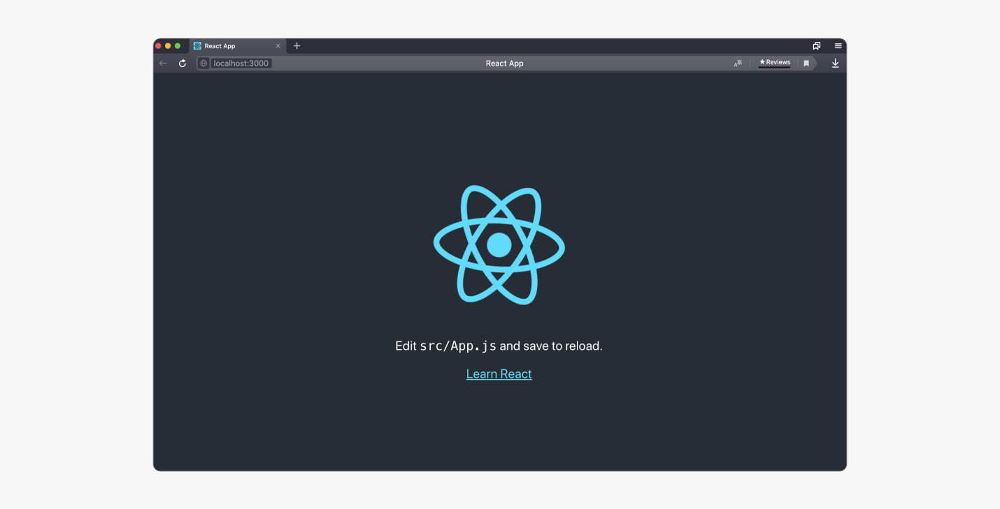 React App
localhost:3000
React App
★ Reviews
Edit src/App.js and save to reload.
Learn React